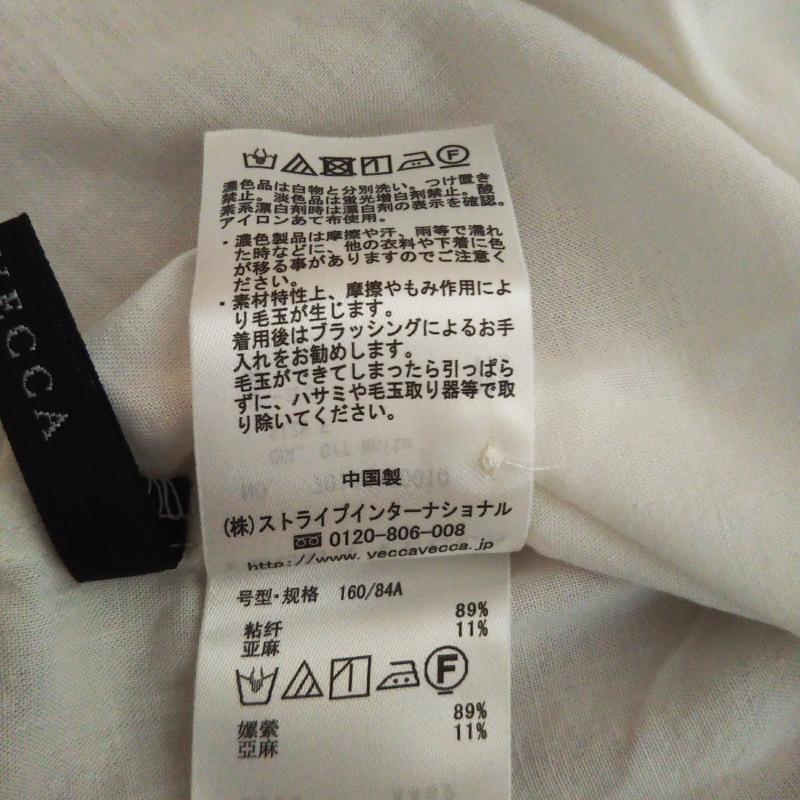 濃色品は白物と分別洗い。つけ置き
禁止。淡色品は蛍光増白剤禁止。酸
素系漂白剤時は漂白剤の表示を確認。
アイロンあて布使用。
・濃色製品は摩擦や汗、雨等で濡れ
た時などに、他の衣料や下着に色
が移る事がありますのでご注意く
ださい。
・素材特性上、摩擦やもみ作用によ
り毛玉が生じます。
着用後はブラッシングによるお手
入れをお勧めします。
毛玉ができてしまったら引っぱら
ずに、ハサミや毛玉取り器等で取
り除いてください。
中国製
(株)ストライプインターナショナル
0120-806-008
http://www.yeccavecca.jp
号型・规格 160/84A
89%
粘纤 11%
亚麻
F
89%
嫘縈 11%
亞麻
ECCA